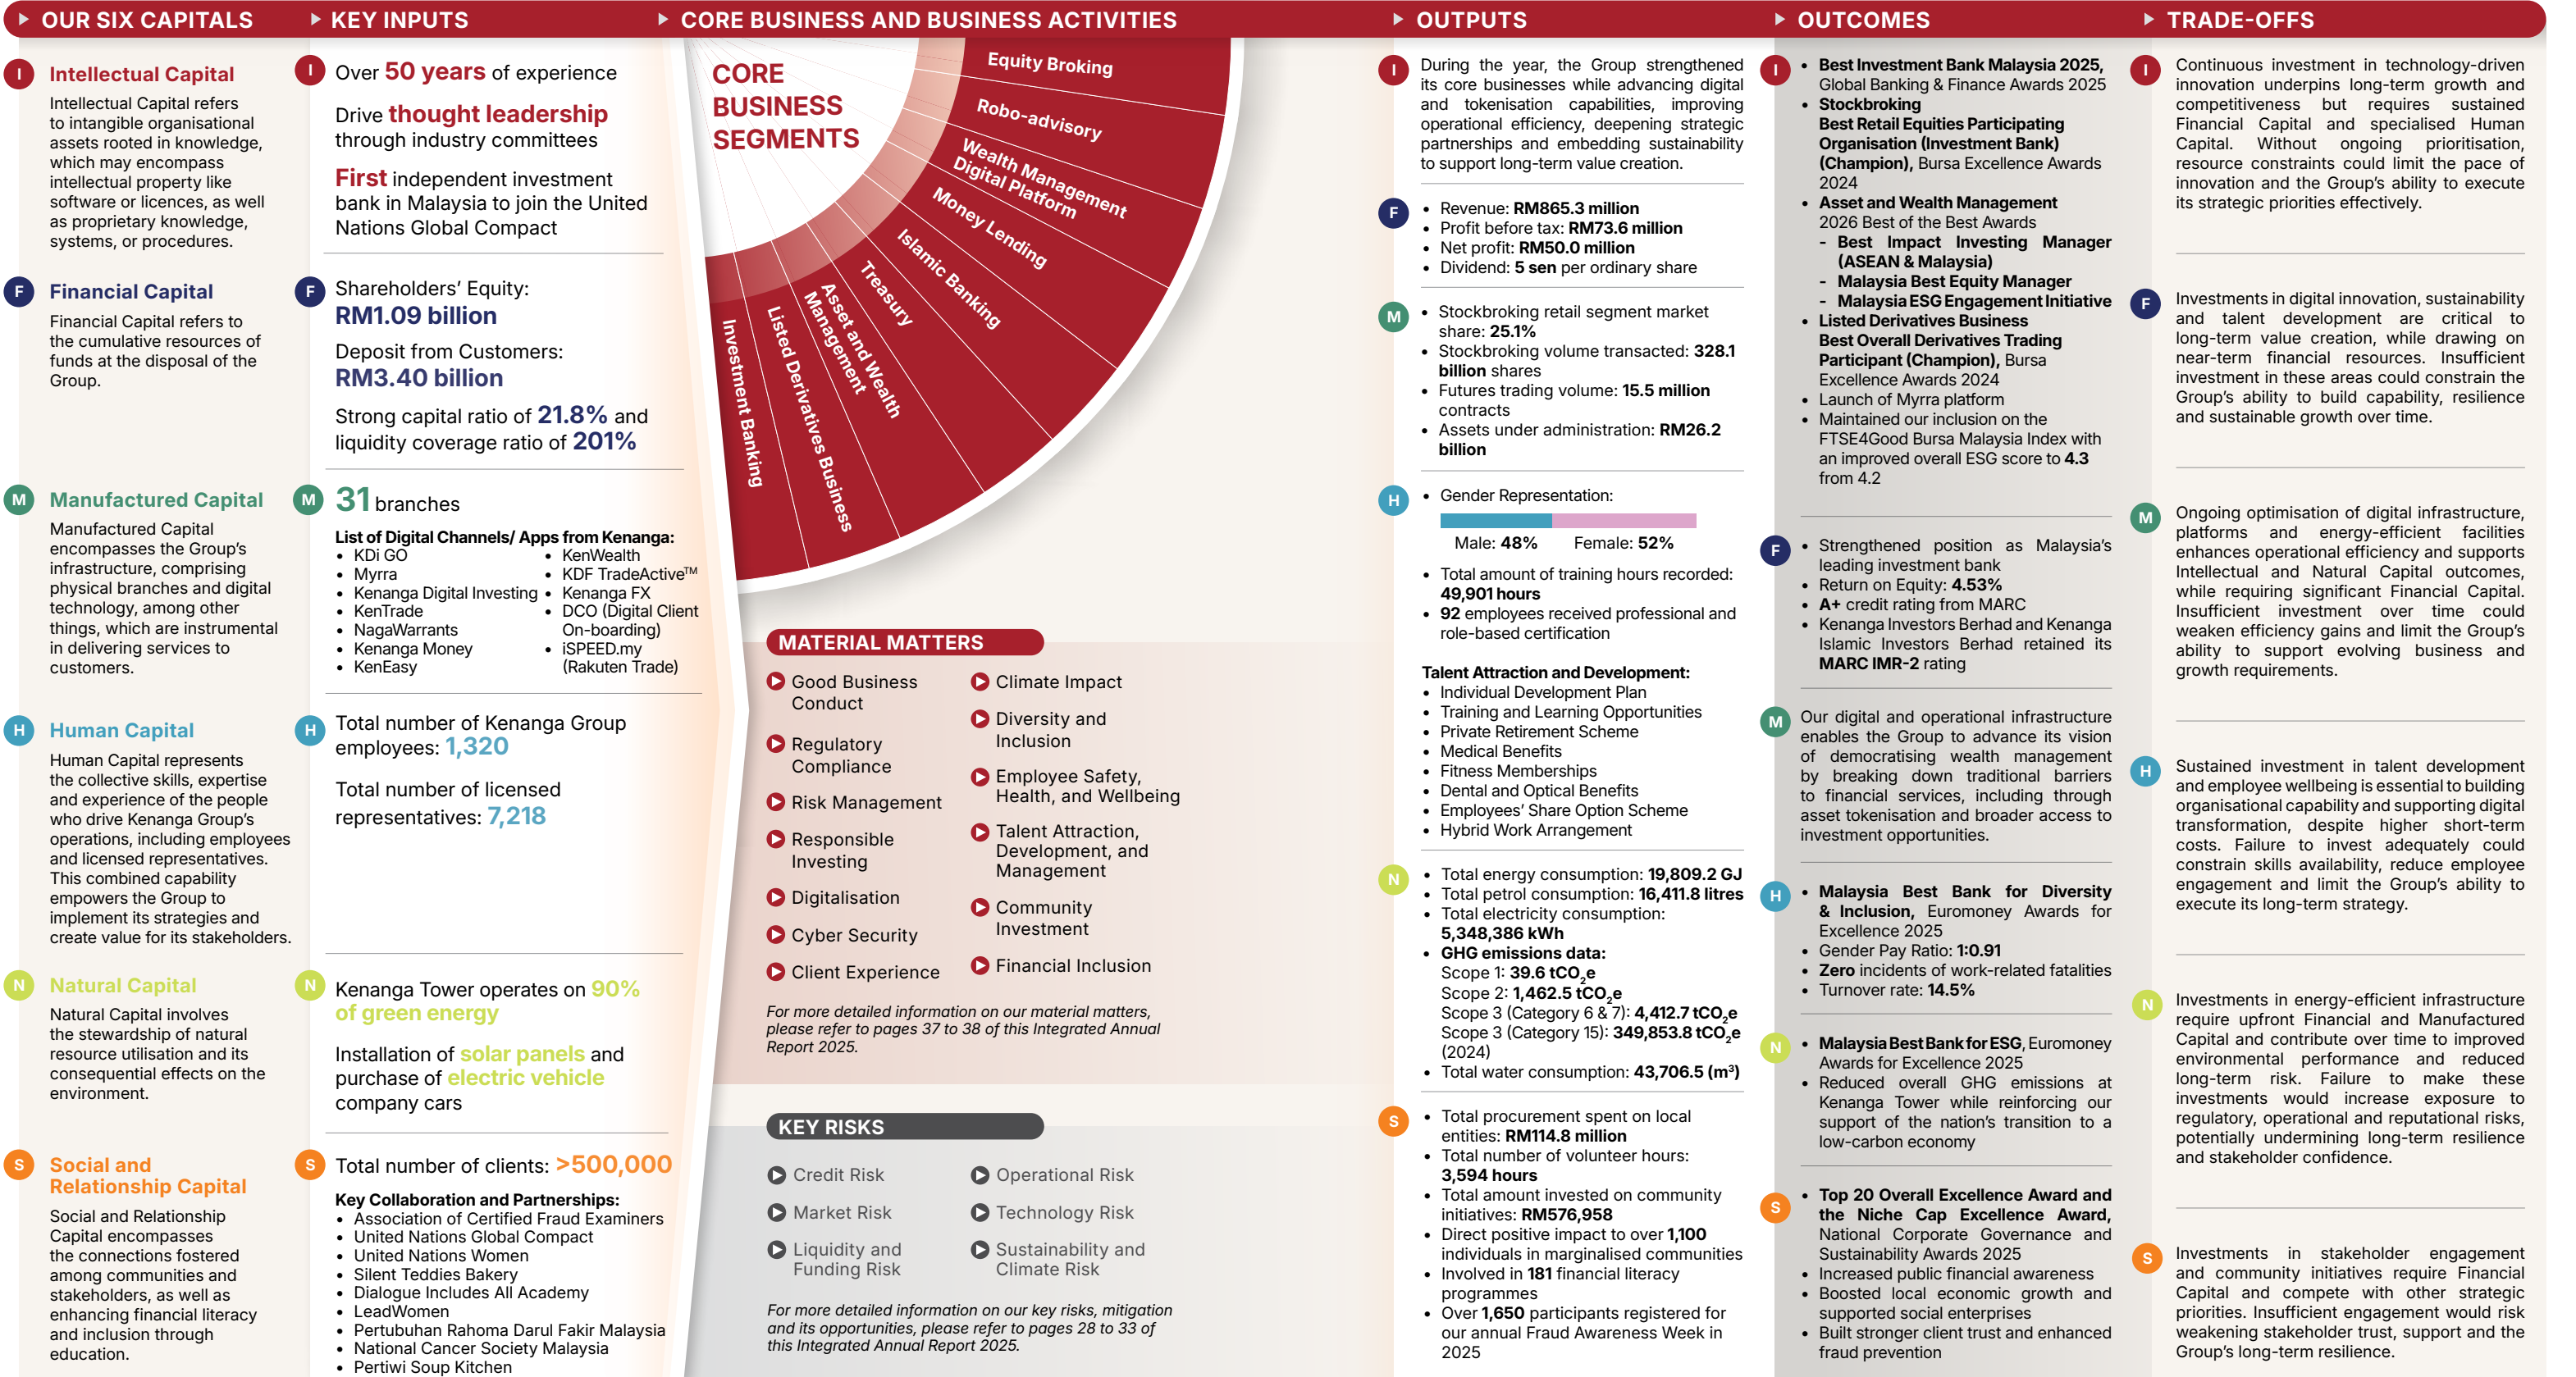 OUR SIX CAPITALS
KEY INPUTS
CORE BUSINESS AND BUSINESS ACTIVITIES
OUTPUTS
OUTCOMES
TRADE-OFFS
I
Intellectual Capital
Intellectual Capital refers
to intangible organisational
assets rooted in knowledge,
which may encompass
intellectual property like
software or licences, as well
as proprietary knowledge,
systems, or procedures.
F
Financial Capital
Financial Capital refers to
the cumulative resources of
funds at the disposal of the
Group.
M
Manufactured Capital
Manufactured Capital
encompasses the Group's
infrastructure, comprising
physical branches and digital
technology, among other
things, which are instrumental
in delivering services to
customers.
H
Human Capital
Human Capital represents
the collective skills, expertise
and experience of the people
who drive Kenanga Group's
operations, including employees
and licensed representatives.
This combined capability
empowers the Group to
implement its strategies and
create value for its stakeholders.
N
Natural Capital
Natural Capital involves
the stewardship of natural
resource utilisation and its
consequential effects on the
environment.
S
Social and
Relationship Capital
Social and Relationship
Capital encompasses
the connections fostered
among communities and
stakeholders, as well as
enhancing financial literacy
and inclusion through
education.
I
Over 50 years of experience
Drive thought leadership
through industry committees
First independent investment
bank in Malaysia to join the United
Nations Global Compact
F
Shareholders' Equity:
RM1.09 billion
Deposit from Customers:
RM3.40 billion
Strong capital ratio of 21.8% and
liquidity coverage ratio of 201%
M
31 branches
List of Digital Channels/ Apps from Kenanga:
• KDi GO
• Myrra
• Kenanga Digital Investing
• KenTrade
• NagaWarrants
• Kenanga Money
• KenEasy
• KenWealth
• KDF TradeActive™
• Kenanga FX
• DCO (Digital Client
On-boarding)
• iSPEED.my
(Rakuten Trade)
H
Total number of Kenanga Group
employees: 1,320
Total number of licensed
representatives: 7,218
N
Kenanga Tower operates on 90%
of green energy
Installation of solar panels and
purchase of electric vehicle
company cars
S
Total number of clients: >500,000
Key Collaboration and Partnerships:
• Association of Certified Fraud Examiners
• United Nations Global Compact
• United Nations Women
• Silent Teddies Bakery
• Dialogue Includes All Academy
• LeadWomen
• Pertubuhan Rahoma Darul Fakir Malaysia
• National Cancer Society Malaysia
• Pertiwi Soup Kitchen
CORE
BUSINESS
SEGMENTS
Equity Broking
Robo-advisory
Wealth Management
Digital Platform
Money Lending
Islamic Banking
Treasury
Asset and Wealth
Management
Listed Derivatives Business
Investment Banking
MATERIAL MATTERS
Good Business
Conduct
Regulatory
Compliance
Risk Management
Responsible
Investing
Digitalisation
Cyber Security
Client Experience
Climate Impact
Diversity and
Inclusion
Employee Safety,
Health, and Wellbeing
Talent Attraction,
Development, and
Management
Community
Investment
Financial Inclusion
For more detailed information on our material matters,
please refer to pages 37 to 38 of this Integrated Annual
Report 2025.
KEY RISKS
Credit Risk
Market Risk
Liquidity and
Funding Risk
Operational Risk
Technology Risk
Sustainability and
Climate Risk
For more detailed information on our key risks, mitigation
and its opportunities, please refer to pages 28 to 33 of
this Integrated Annual Report 2025.
I
During the year, the Group strengthened
its core businesses while advancing digital
and tokenisation capabilities, improving
operational efficiency, deepening strategic
partnerships and embedding sustainability
to support long-term value creation.
F
• Revenue: RM865.3 million
• Profit before tax: RM73.6 million
• Net profit: RM50.0 million
• Dividend: 5 sen per ordinary share
M
• Stockbroking retail segment market
share: 25.1%
• Stockbroking volume transacted: 328.1
billion shares
• Futures trading volume: 15.5 million
contracts
• Assets under administration: RM26.2
billion
H
• Gender Representation:
Male: 48% Female: 52%
• Total amount of training hours recorded:
49,901 hours
• 92 employees received professional and
role-based certification
Talent Attraction and Development:
• Individual Development Plan
• Training and Learning Opportunities
• Private Retirement Scheme
• Medical Benefits
• Fitness Memberships
• Dental and Optical Benefits
• Employees' Share Option Scheme
• Hybrid Work Arrangement
N
• Total energy consumption: 19,809.2 GJ
• Total petrol consumption: 16,411.8 litres
• Total electricity consumption:
5,348,386 kWh
• GHG emissions data:
Scope 1: 39.6 tCO₂e
Scope 2: 1,462.5 tCO₂e
Scope 3 (Category 6 & 7): 4,412.7 tCO₂e
Scope 3 (Category 15): 349,853.8 tCO₂e
(2024)
• Total water consumption: 43,706.5 (m³)
S
• Total procurement spent on local
entities: RM114.8 million
• Total number of volunteer hours:
3,594 hours
• Total amount invested on community
initiatives: RM576,958
• Direct positive impact to over 1,100
individuals in marginalised communities
• Involved in 181 financial literacy
programmes
• Over 1,650 participants registered for
our annual Fraud Awareness Week in
2025
I
• Best Investment Bank Malaysia 2025,
Global Banking & Finance Awards 2025
• Stockbroking
Best Retail Equities Participating
Organisation (Investment Bank)
(Champion), Bursa Excellence Awards
2024
• Asset and Wealth Management
2026 Best of the Best Awards
- Best Impact Investing Manager
(ASEAN & Malaysia)
- Malaysia Best Equity Manager
- Malaysia ESG Engagement Initiative
• Listed Derivatives Business
Best Overall Derivatives Trading
Participant (Champion), Bursa
Excellence Awards 2024
• Launch of Myrra platform
• Maintained our inclusion on the
FTSE4Good Bursa Malaysia Index with
an improved overall ESG score to 4.3
from 4.2
F
• Strengthened position as Malaysia's
leading investment bank
• Return on Equity: 4.53%
• A+ credit rating from MARC
• Kenanga Investors Berhad and Kenanga
Islamic Investors Berhad retained its
MARC IMR-2 rating
M
Our digital and operational infrastructure
enables the Group to advance its vision
of democratising wealth management
by breaking down traditional barriers
to financial services, including through
asset tokenisation and broader access to
investment opportunities.
H
• Malaysia Best Bank for Diversity
& Inclusion, Euromoney Awards for
Excellence 2025
• Gender Pay Ratio: 1:0.91
• Zero incidents of work-related fatalities
• Turnover rate: 14.5%
N
• Malaysia Best Bank for ESG, Euromoney
Awards for Excellence 2025
• Reduced overall GHG emissions at
Kenanga Tower while reinforcing our
support of the nation's transition to a
low-carbon economy
S
• Top 20 Overall Excellence Award and
the Niche Cap Excellence Award,
National Corporate Governance and
Sustainability Awards 2025
• Increased public financial awareness
• Boosted local economic growth and
supported social enterprises
• Built stronger client trust and enhanced
fraud prevention
I
Continuous investment in technology-driven
innovation underpins long-term growth and
competitiveness but requires sustained
Financial Capital and specialised Human
Capital. Without ongoing prioritisation,
resource constraints could limit the pace of
innovation and the Group's ability to execute
its strategic priorities effectively.
F
Investments in digital innovation, sustainability
and talent development are critical to
long-term value creation, while drawing on
near-term financial resources. Insufficient
investment in these areas could constrain the
Group's ability to build capability, resilience
and sustainable growth over time.
M
Ongoing optimisation of digital infrastructure,
platforms and energy-efficient facilities
enhances operational efficiency and supports
Intellectual and Natural Capital outcomes,
while requiring significant Financial Capital.
Insufficient investment over time could
weaken efficiency gains and limit the Group's
ability to support evolving business and
growth requirements.
H
Sustained investment in talent development
and employee wellbeing is essential to building
organisational capability and supporting digital
transformation, despite higher short-term
costs. Failure to invest adequately could
constrain skills availability, reduce employee
engagement and limit the Group's ability to
execute its long-term strategy.
N
Investments in energy-efficient infrastructure
require upfront Financial and Manufactured
Capital and contribute over time to improved
environmental performance and reduced
long-term risk. Failure to make these
investments would increase exposure to
regulatory, operational and reputational risks,
potentially undermining long-term resilience
and stakeholder confidence.
S
Investments in stakeholder engagement
and community initiatives require Financial
Capital and compete with other strategic
priorities. Insufficient engagement would risk
weakening stakeholder trust, support and the
Group's long-term resilience.